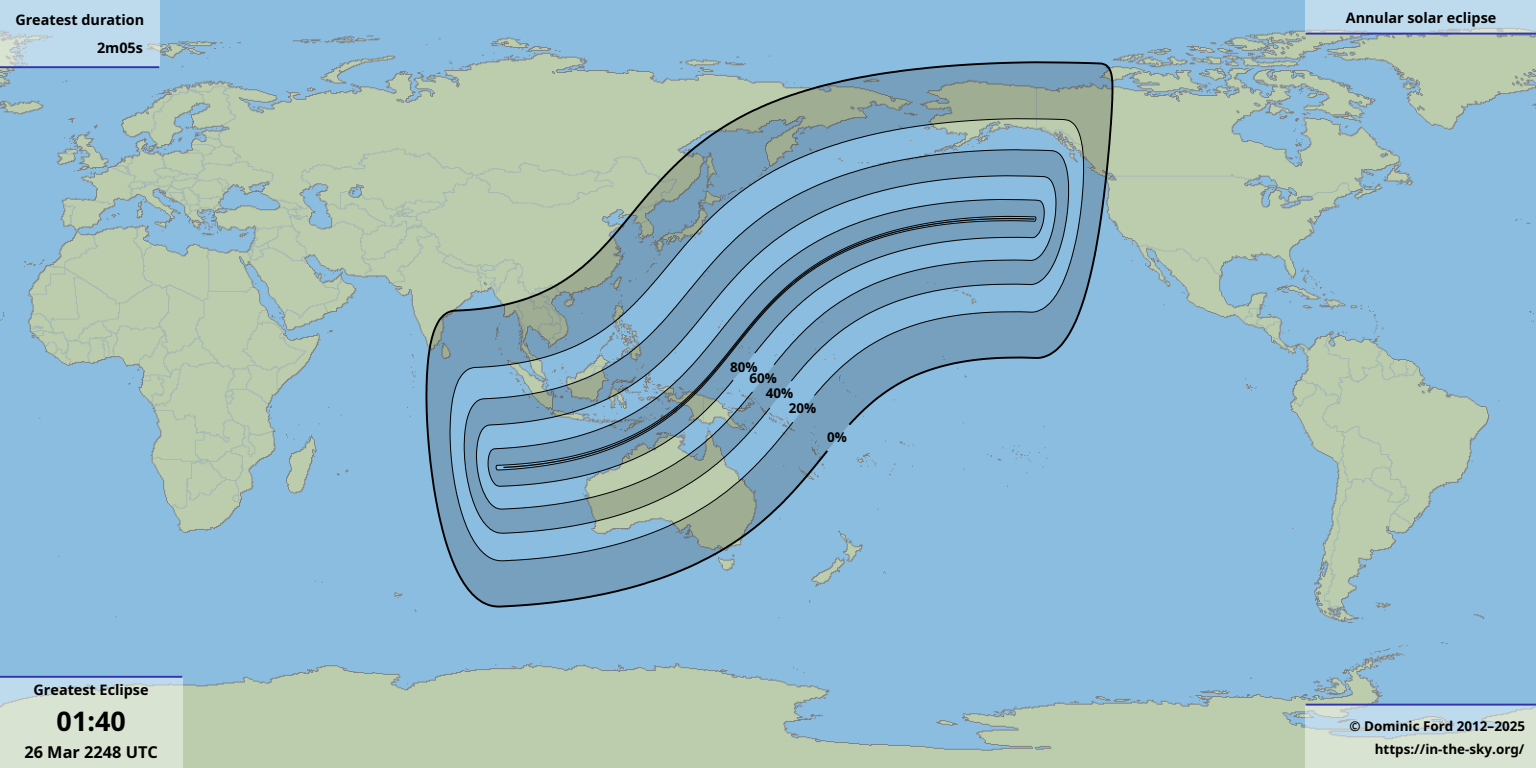 Greatest duration
2m05s
Annular solar eclipse
80%
60%
40%
20%
0%
Greatest Eclipse
01:40
26 Mar 2248 UTC
© Dominic Ford 2012–2025
https://in-the-sky.org/